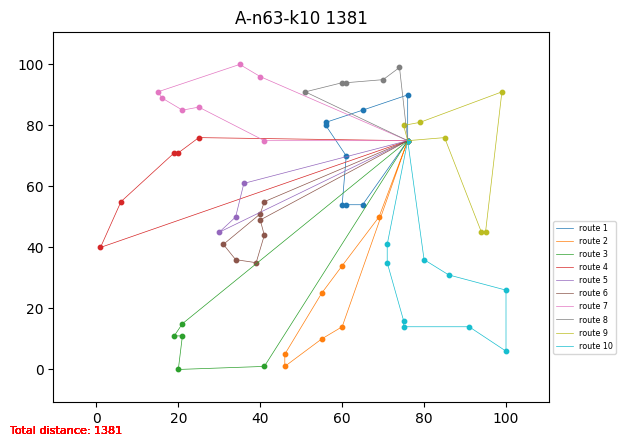 A-n63-k10 1381
100
80
60
40
20
0
0 20 40 60 80 100
route 1
route 2
route 3
route 4
route 5
route 6
route 7
route 8
route 9
route 10
Total distance: 1381